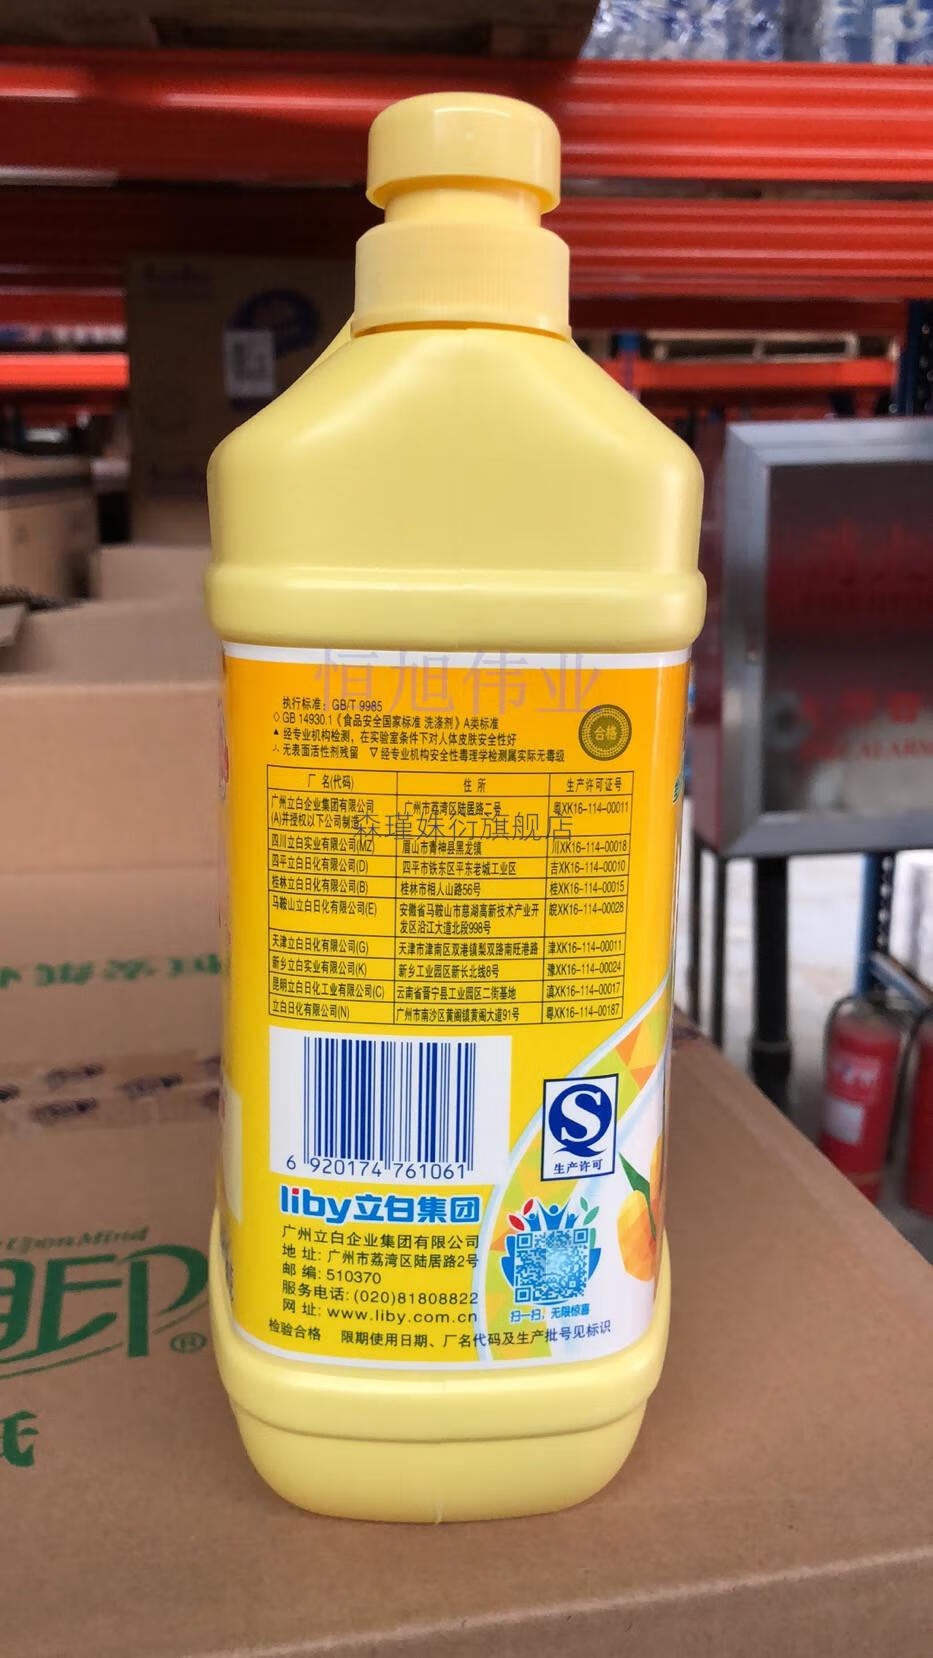 恒旭伟业
执行标准：GB/T 9985
◇GB 14930.1《食品安全国家标准 洗涤剂》A类标准
▲ 经专业机构检测，在实验室条件下对人体皮肤安全性好
∴ 无表面活性剂残留 ▽经专业机构安全性毒理学检测属实际无毒级
合格
厂 名(代码) 住 所 生产许可证号
广州立白企业集团有限公司 广州市荔湾区陆居路二号 粤XK16-114-00011
(A)并授权以下公司制造
森瑾姝衍旗舰店
四川立白实业有限公司(MZ) 眉山市青神县黑龙镇 川XK16-114-00018
四平立白日化有限公司(D) 四平市铁东区平东老城工业区 吉XK16-114-00010
桂林立白日化有限公司(B) 桂林市相人山路56号 桂XK16-114-00015
马鞍山立白日化有限公司(E) 安徽省马鞍山市慈湖高新技术产业开 皖XK16-114-00028
发区沿江大道北段998号
天津立白日化有限公司(G) 天津市津南区双港镇梨双路南旺港路 津XK16-114-00011
新乡立白实业有限公司(K) 新乡工业园区新长北线8号 豫XK16-114-00024
昆明立白日化工业有限公司(C) 云南省晋宁县工业园区二街基地 滇XK16-114-00017
立白日化有限公司(N) 广州市南沙区黄阁镇黄阁大道91号 粤XK16-114-00187
6 920174 761061
S
生产许可
liby立白集团
广州立白企业集团有限公司
地 址: 广州市荔湾区陆居路2号
邮 编: 510370
服务电话: (020)81808822
网 址: www.liby.com.cn
扫一扫，无限惊喜
检验合格 限期使用日期、厂名代码及生产批号见标识
Upon Mind
®